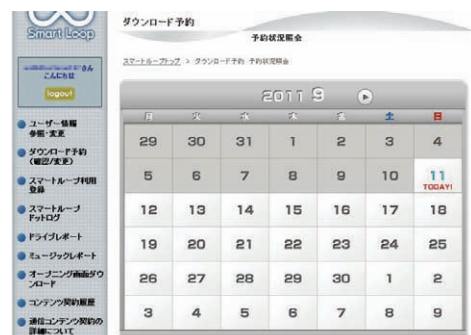 Smart Loop
さん
こんにちは
logout
ユーザー情報
参照・変更
ダウンロード予約
(確認/変更)
スマートループ利用
登録
スマートループ
ドットログ
ドライブレポート
ミュージックレポート
オープニング画面ダウ
ンロード
コンテンツ契約履歴
通信コンテンツ契約の
詳細について
ダウンロード予約
予約状況照会
スマートループトップ > ダウンロード予約 予約状況照会
2011 9
月 火 水 木 金 土 日
29 30 31 1 2 3 4
5 6 7 8 9 10 11
TODAY!
12 13 14 15 16 17 18
19 20 21 22 23 24 25
26 27 28 29 30 1 2
3 4 5 6 7 8 9